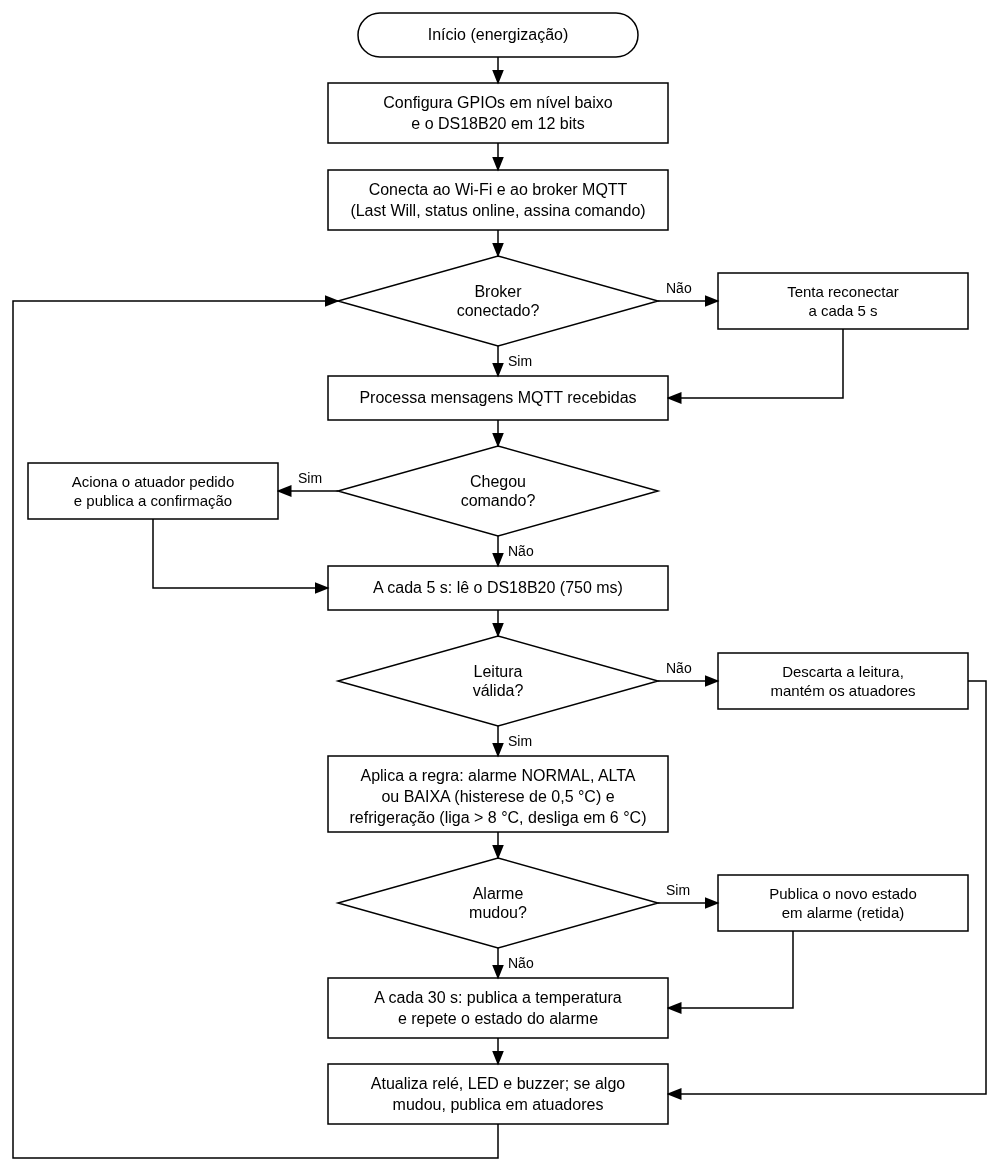 Início (energização)
Configura GPIOs em nível baixo
e o DS18B20 em 12 bits
Conecta ao Wi-Fi e ao broker MQTT
(Last Will, status online, assina comando)
Broker
conectado?
Não
Tenta reconectar
a cada 5 s
Sim
Processa mensagens MQTT recebidas
Chegou
comando?
Sim
Aciona o atuador pedido
e publica a confirmação
Não
A cada 5 s: lê o DS18B20 (750 ms)
Leitura
válida?
Não
Descarta a leitura,
mantém os atuadores
Sim
Aplica a regra: alarme NORMAL, ALTA
ou BAIXA (histerese de 0,5 °C) e
refrigeração (liga > 8 °C, desliga em 6 °C)
Alarme
mudou?
Sim
Publica o novo estado
em alarme (retida)
Não
A cada 30 s: publica a temperatura
e repete o estado do alarme
Atualiza relé, LED e buzzer; se algo
mudou, publica em atuadores